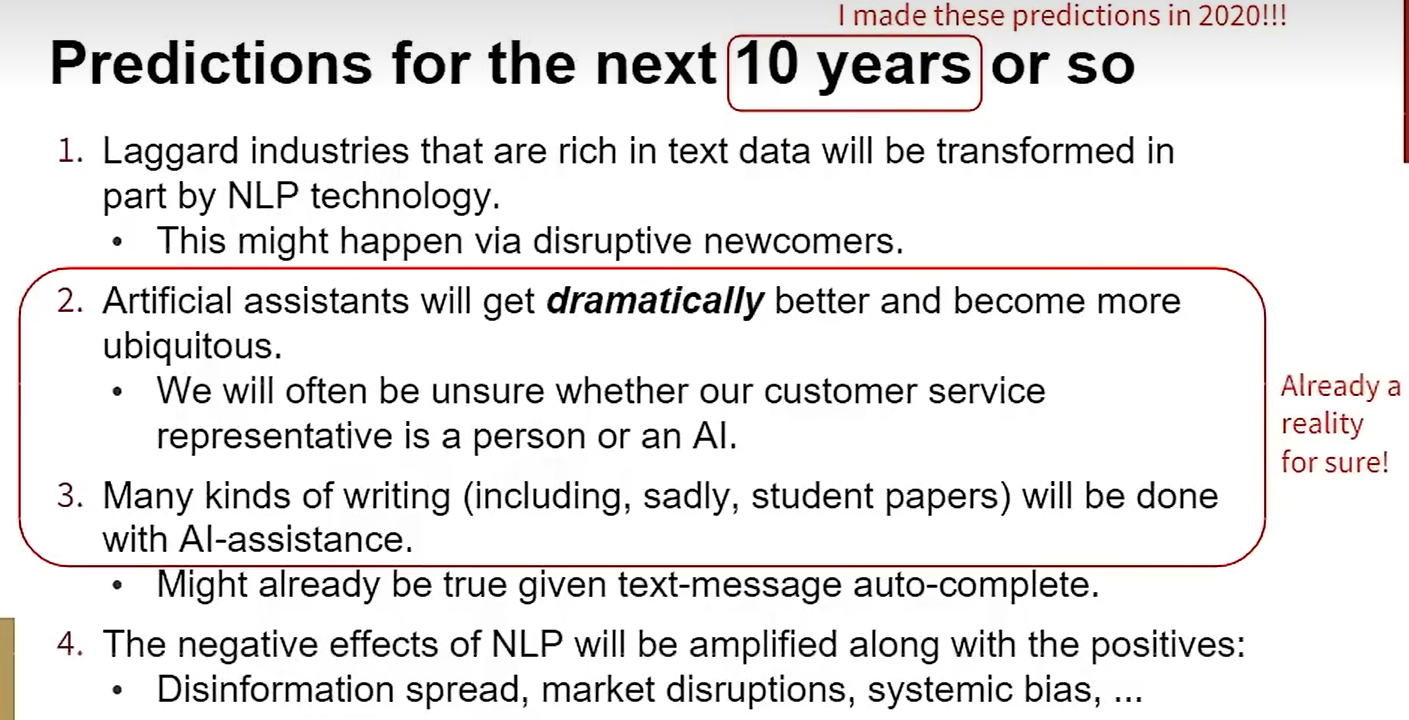 I made these predictions in 2020!!!
Predictions for the next 10 years or so
1. Laggard industries that are rich in text data will be transformed in
part by NLP technology.
• This might happen via disruptive newcomers.
2. Artificial assistants will get dramatically better and become more
ubiquitous.
• We will often be unsure whether our customer service
representative is a person or an AI.
Already a
reality
for sure!
3. Many kinds of writing (including, sadly, student papers) will be done
with AI-assistance.
• Might already be true given text-message auto-complete.
4. The negative effects of NLP will be amplified along with the positives:
• Disinformation spread, market disruptions, systemic bias, ...